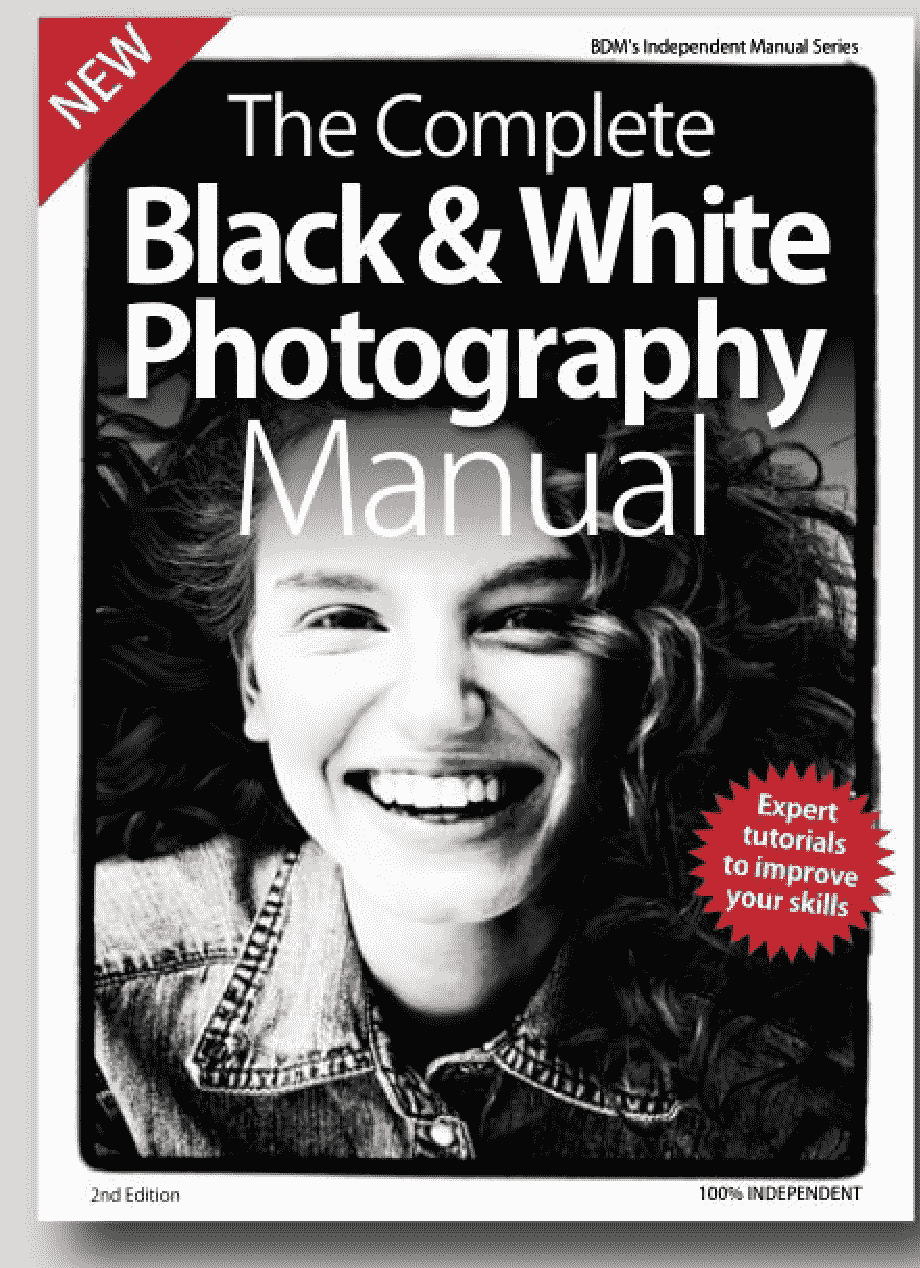 NEW
BDM's Independent Manual Series
The Complete
Black & White
Photography
Manual
Expert
tutorials
to improve
your skills
2nd Edition
100% INDEPENDENT